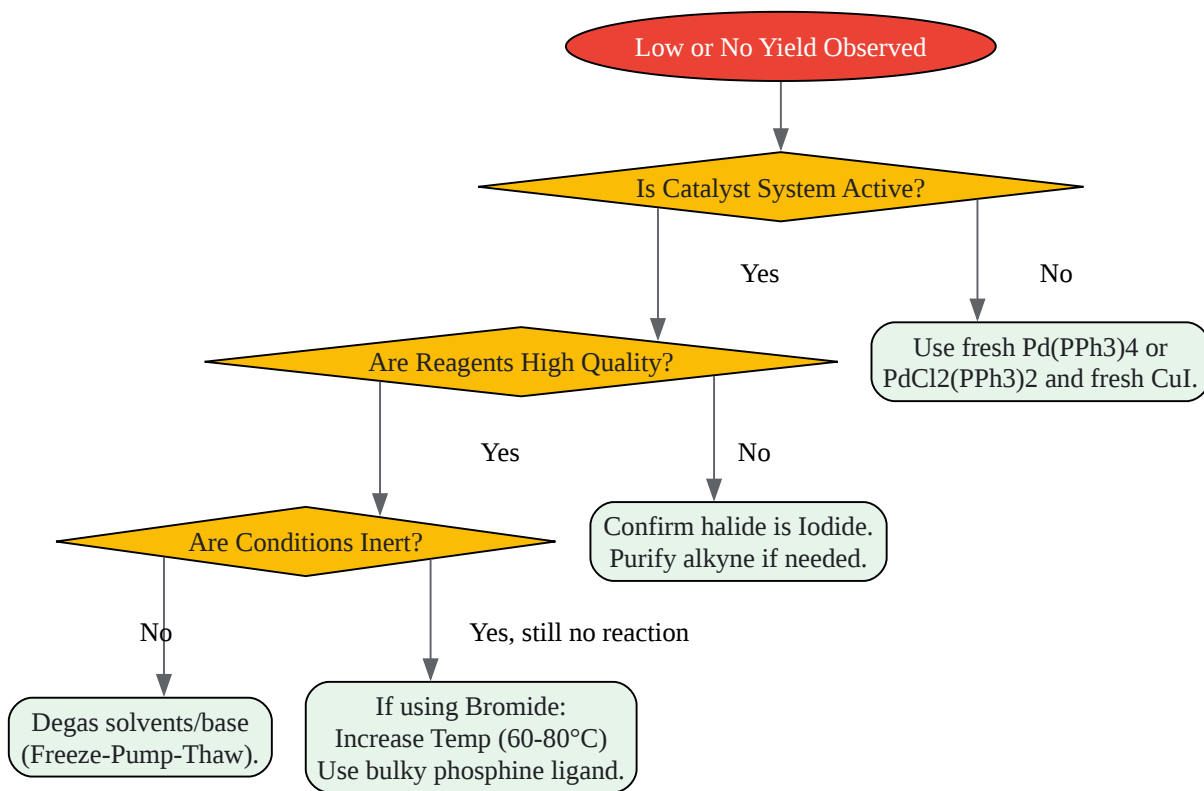 Low or No Yield Observed
Is Catalyst System Active?
Yes
No
Use fresh Pd(PPh3)4 or
PdCl2(PPh3)2 and fresh CuI.
Are Reagents High Quality?
Yes
No
Confirm halide is Iodide.
Purify alkyne if needed.
Are Conditions Inert?
No
Yes, still no reaction
Degas solvents/base
(Freeze-Pump-Thaw).
If using Bromide:
Increase Temp (60-80°C)
Use bulky phosphine ligand.